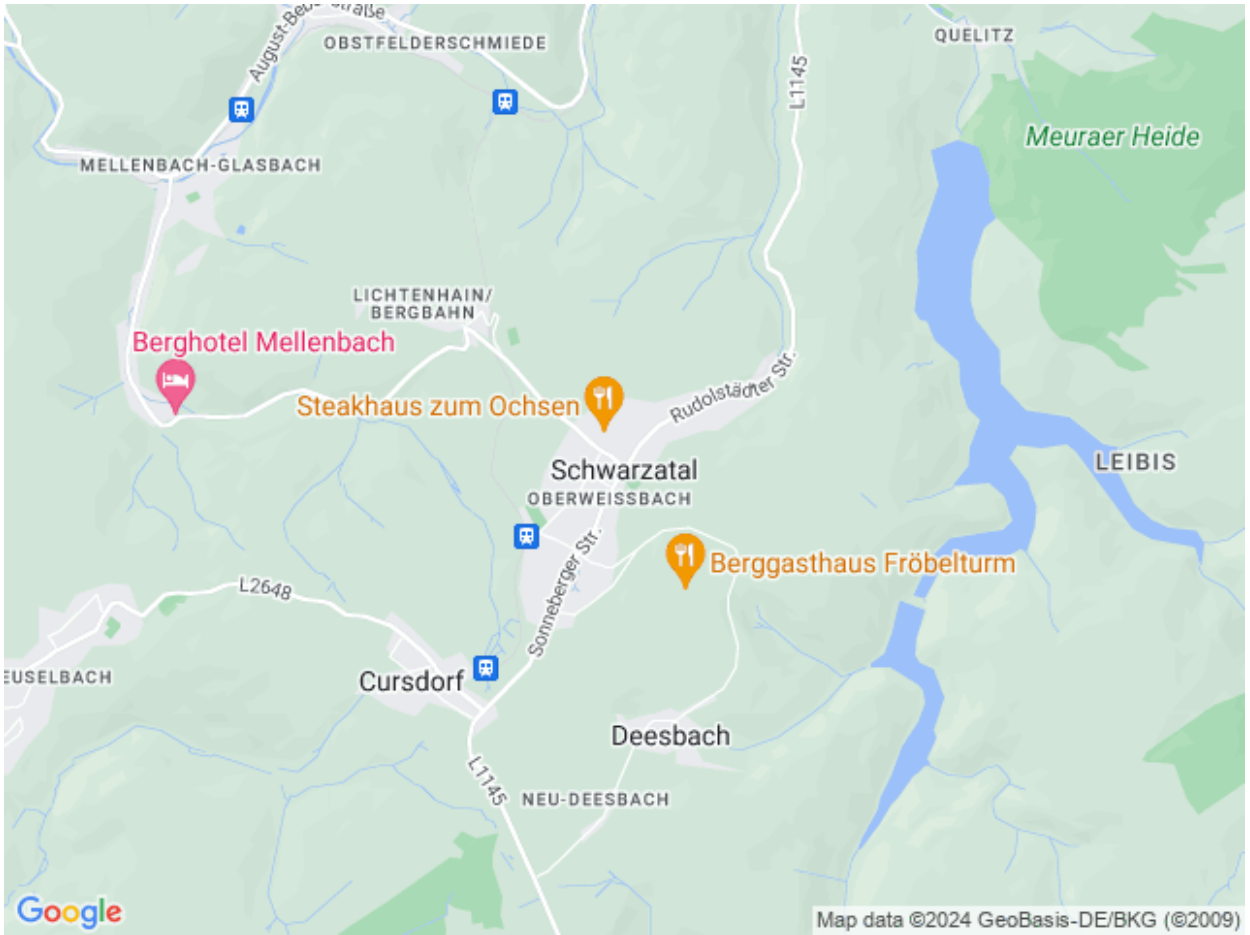 August-Bebel-Straße
OBSTFELDERSCHMIEDE
QUELITZ
L1145
Meuraer Heide
MELLENBACH-GLASBACH
LICHTENHAIN/
BERGBAHN
Berghotel Mellenbach
Steakhaus zum Ochsen
Rudolstädter Str.
Schwarzatal
OBERWEISSBACH
LEIBIS
Sonneberger Str.
Berggasthaus Fröbelturm
L2648
EUSELBACH
Cursdorf
Deesbach
L1145
NEU-DEESBACH
Google
Map data ©2024 GeoBasis-DE/BKG (©2009)